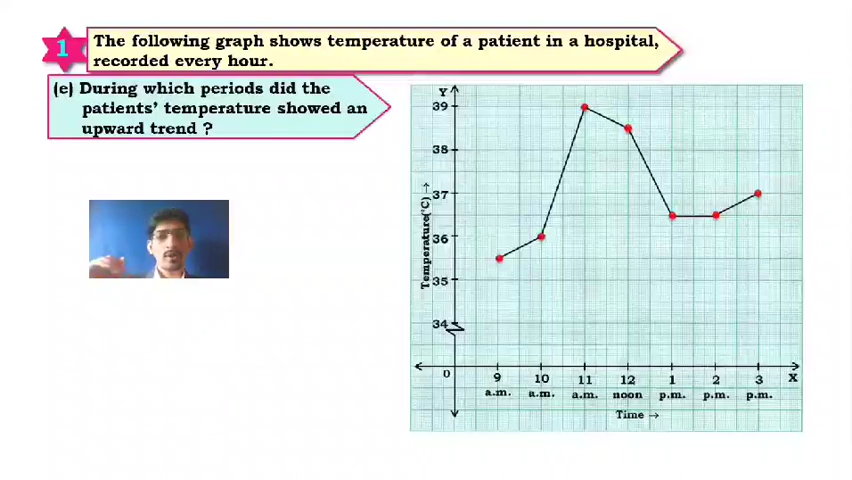 1
The following graph shows temperature of a patient in a hospital,
recorded every hour.
(e) During which periods did the
patients' temperature showed an
upward trend ?
Y
39
38
37
36
35
34
Temperature(°C) →
0
9 10 11 12 1 2 3 X
a.m. a.m. a.m. noon p.m. p.m. p.m.
Time →